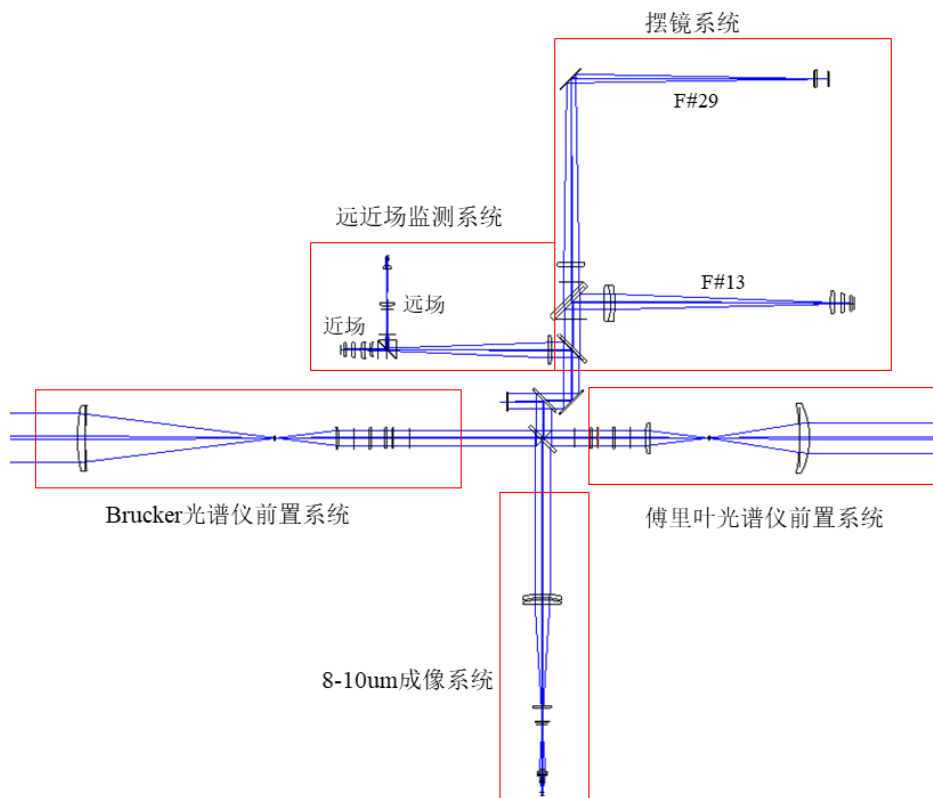 摆镜系统
F#29
远近场监测系统
F#13
远场
近场
Brucker光谱仪前置系统
傅里叶光谱仪前置系统
8-10um成像系统